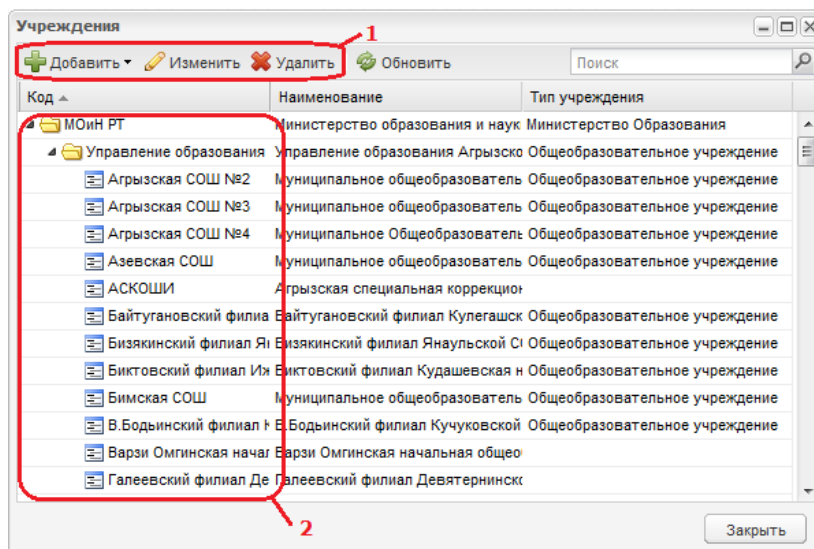 Учреждения
1
Добавить Изменить Удалить Обновить Поиск
Код Наименование Тип учреждения
МОиН РТ Министерство образования и наук Министерство Образования
Управление образования Управление образования Агрызско Общеобразовательное учреждение
Агрызская СОШ №2 Муниципальное общеобразователь Общеобразовательное учреждение
Агрызская СОШ №3 Муниципальное общеобразователь Общеобразовательное учреждение
Агрызская СОШ №4 Муниципальное Общеобразователь Общеобразовательное учреждение
Азевская СОШ Муниципальное общеобразователь Общеобразовательное учреждение
АСКОШИ Агрызская специальная коррекцион
Байтугановский филиа Байтугановский филиал Кулегашск Общеобразовательное учреждение
Бизякинский филиал Ян Бизякинский филиал Янаульской С Общеобразовательное учреждение
Биктовский филиал Иж Биктовский филиал Кудашевская н Общеобразовательное учреждение
Бимская СОШ Муниципальное общеобразователь Общеобразовательное учреждение
В.Бодьинский филиал К В.Бодьинский филиал Кучуковской Общеобразовательное учреждение
Варзи Омгинская начал Варзи Омгинская начальная общео
Галеевский филиал Де Галеевский филиал Девятернинск
2
Закрыть